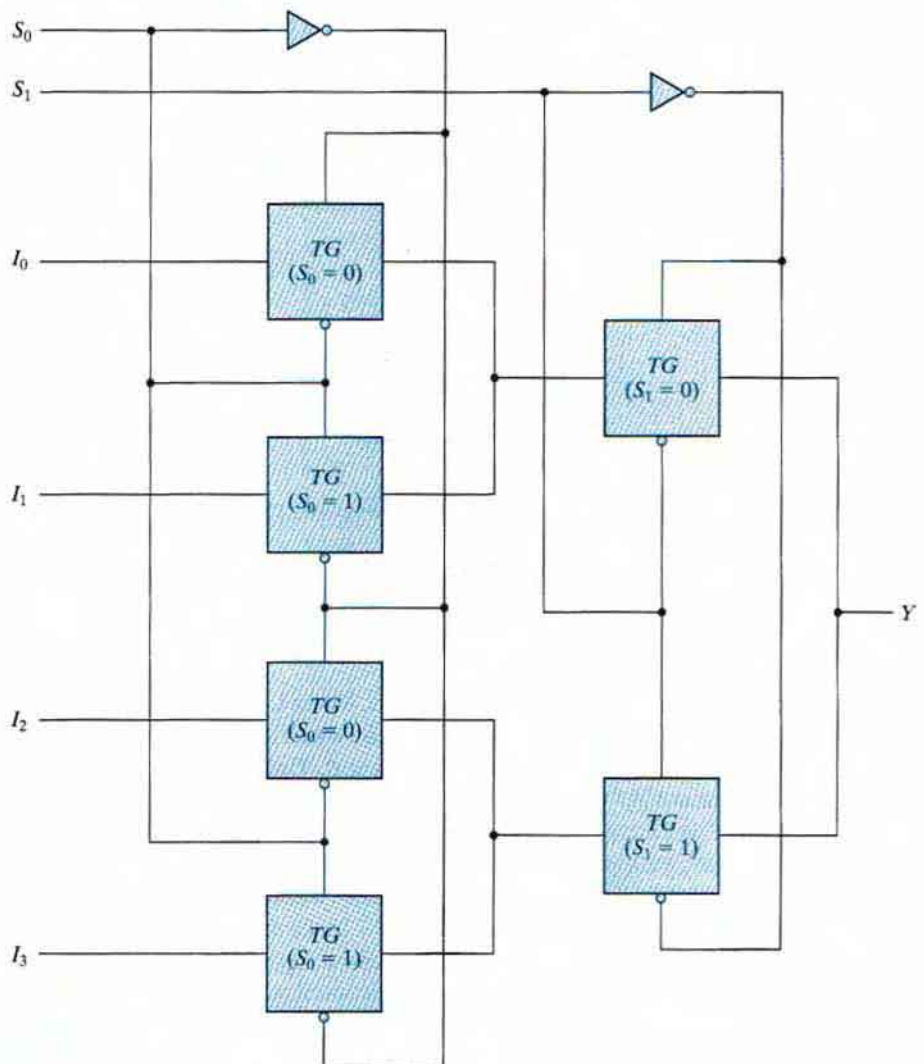 S₀
S₁
I₀
TG
(S₀ = 0)
TG
(S₁ = 0)
I₁
TG
(S₀ = 1)
Y
I₂
TG
(S₀ = 0)
TG
(S₁ = 1)
I₃
TG
(S₀ = 1)